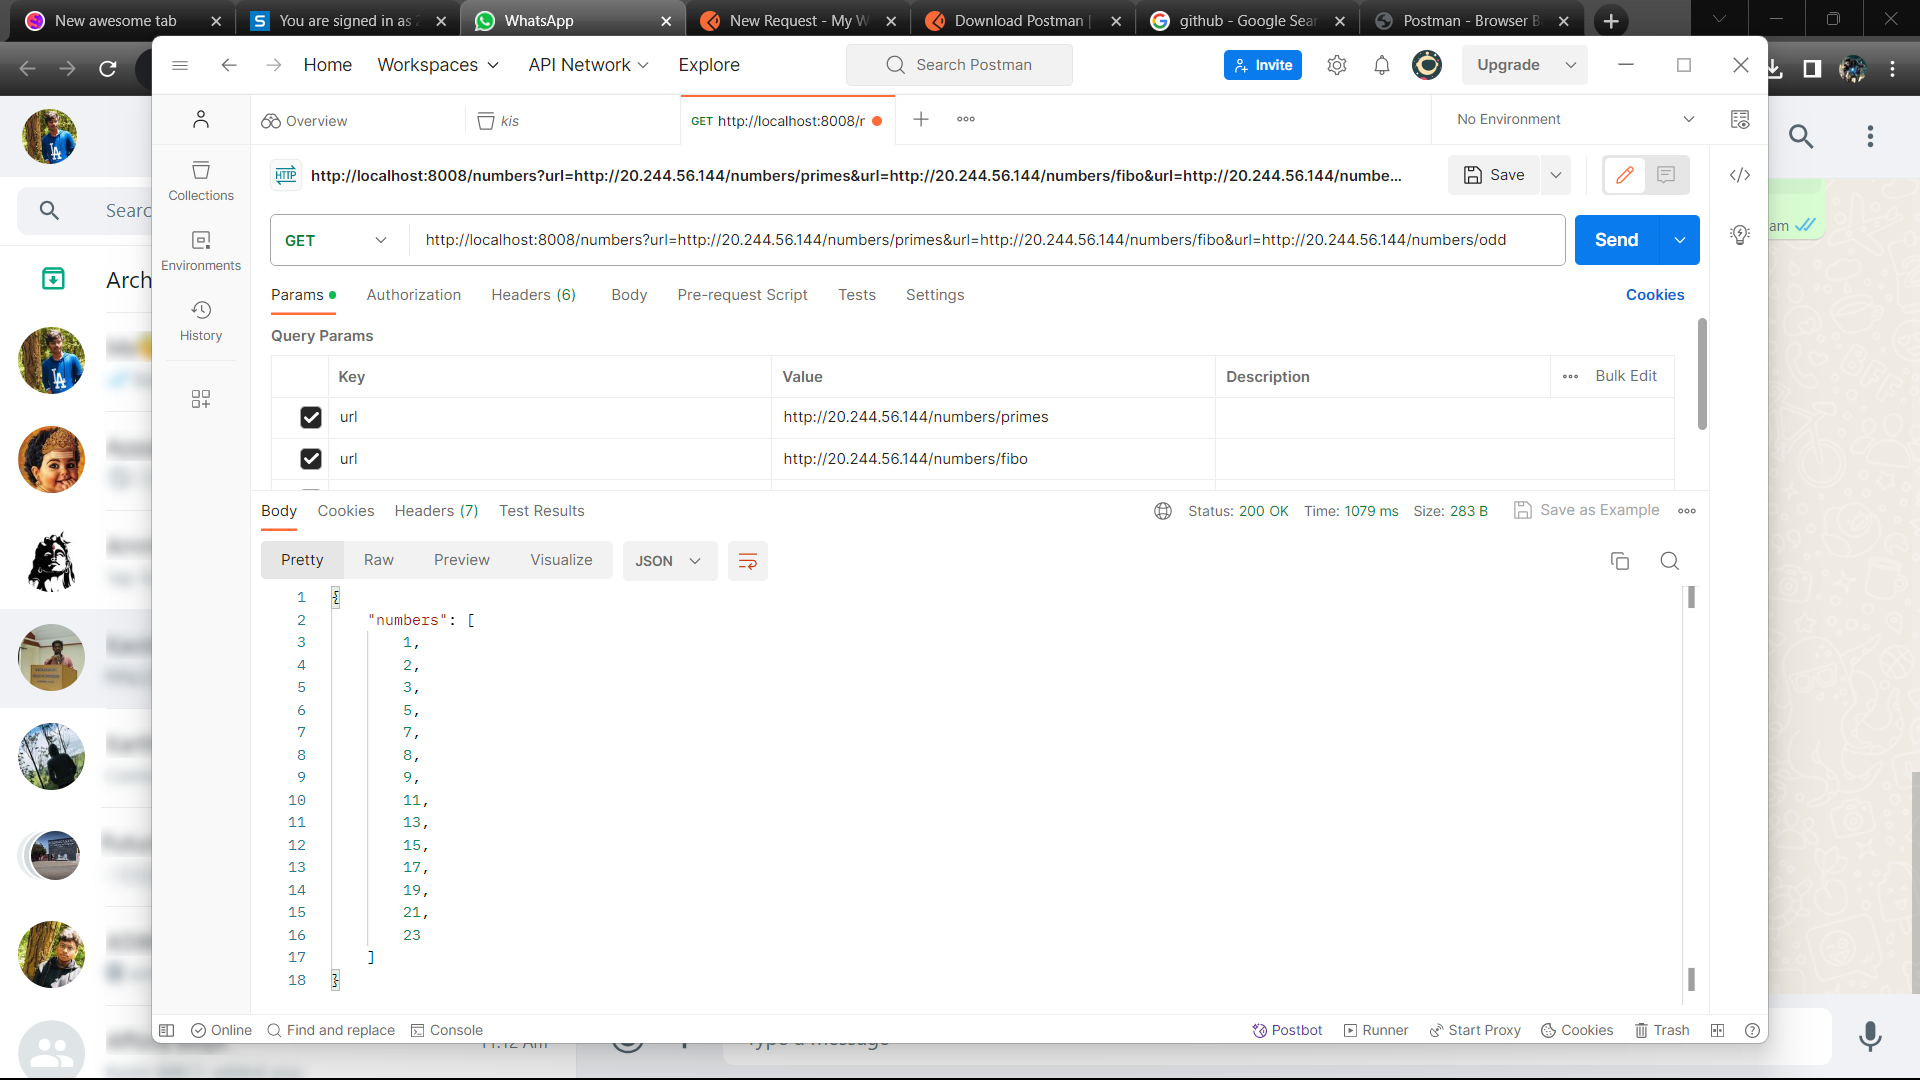 New awesome tab
You are signed in as 2
WhatsApp
New Request - My W
Download Postman |
github - Google Sear
Postman - Browser B
Home
Workspaces
API Network
Explore
Search Postman
Invite
Upgrade
Overview
kis
GET http://localhost:8008/r
No Environment
HTTP
http://localhost:8008/numbers?url=http://20.244.56.144/numbers/primes&url=http://20.244.56.144/numbers/fibo&url=http://20.244.56.144/numbe...
Save
Collections
Searc
am
GET
http://localhost:8008/numbers?url=http://20.244.56.144/numbers/primes&url=http://20.244.56.144/numbers/fibo&url=http://20.244.56.144/numbers/odd
Send
Environments
Arch
Params
Authorization
Headers (6)
Body
Pre-request Script
Tests
Settings
Cookies
History
Query Params
Key
Value
Description
Bulk Edit
url
http://20.244.56.144/numbers/primes
url
http://20.244.56.144/numbers/fibo
Body
Cookies
Headers (7)
Test Results
Status: 200 OK
Time: 1079 ms
Size: 283 B
Save as Example
Pretty
Raw
Preview
Visualize
JSON
1 {
2 "numbers": [
3 1,
4 2,
5 3,
6 5,
7 7,
8 8,
9 9,
10 11,
11 13,
12 15,
13 17,
14 19,
15 21,
16 23
17 ]
18 }
Online
Find and replace
Console
Postbot
Runner
Start Proxy
Cookies
Trash
11:12 Am
Type a message